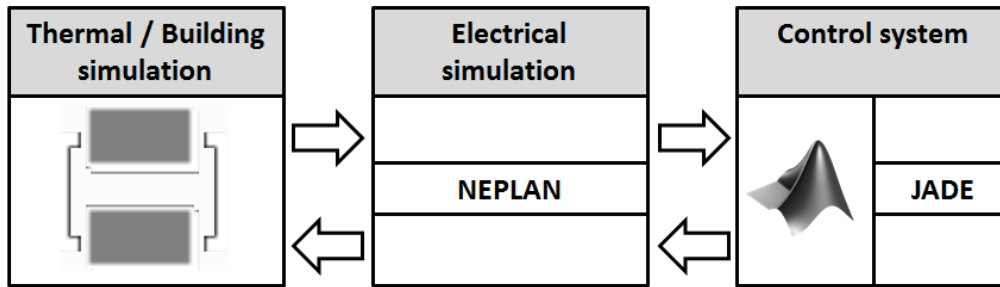 Thermal / Building
simulation
Electrical
simulation
Control system
NEPLAN
JADE